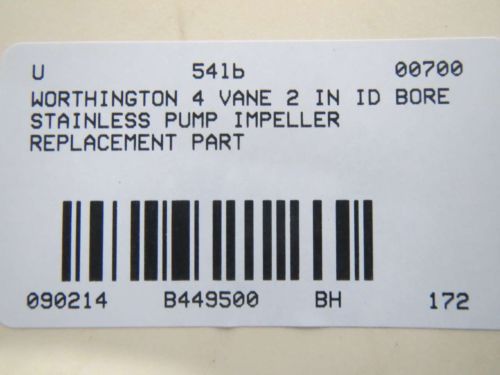 U 541b 00700
WORTHINGTON 4 VANE 2 IN ID BORE
STAINLESS PUMP IMPELLER
REPLACEMENT PART
090214 B449500 BH 172